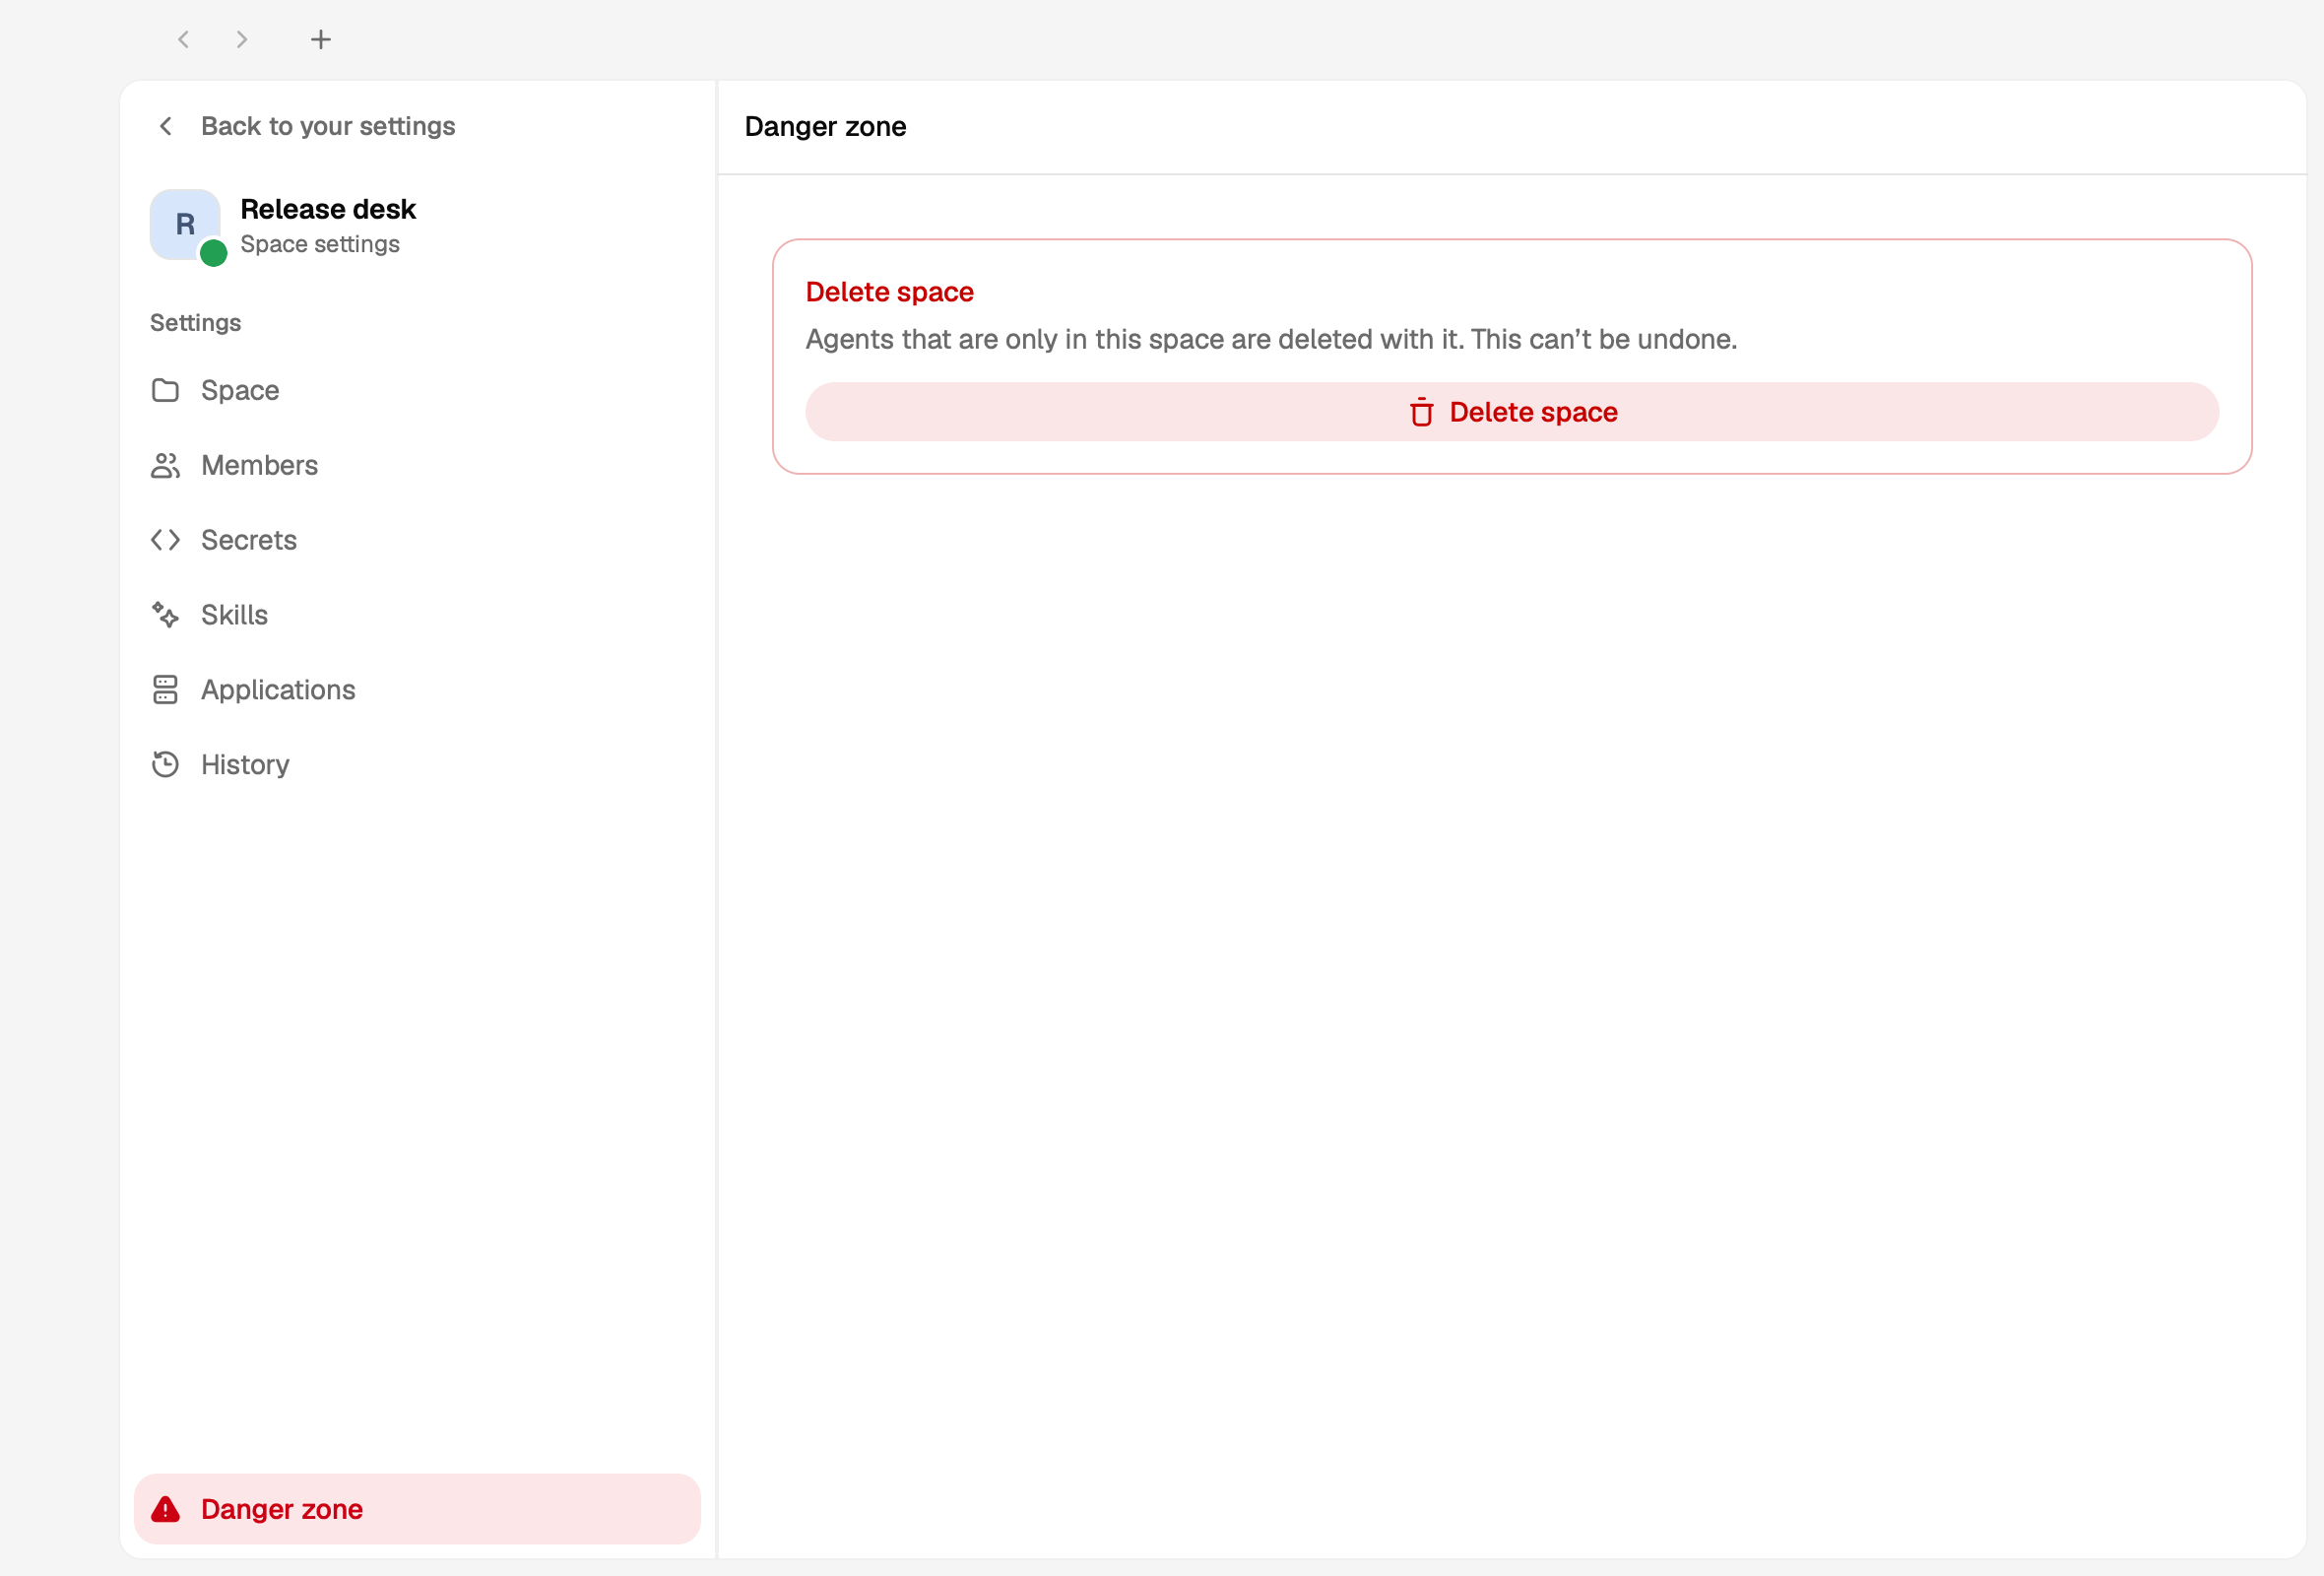 Back to your settings
R
Release desk
Space settings
Settings
Space
Members
Secrets
Skills
Applications
History
Danger zone
Danger zone
Delete space
Agents that are only in this space are deleted with it. This can’t be undone.
Delete space